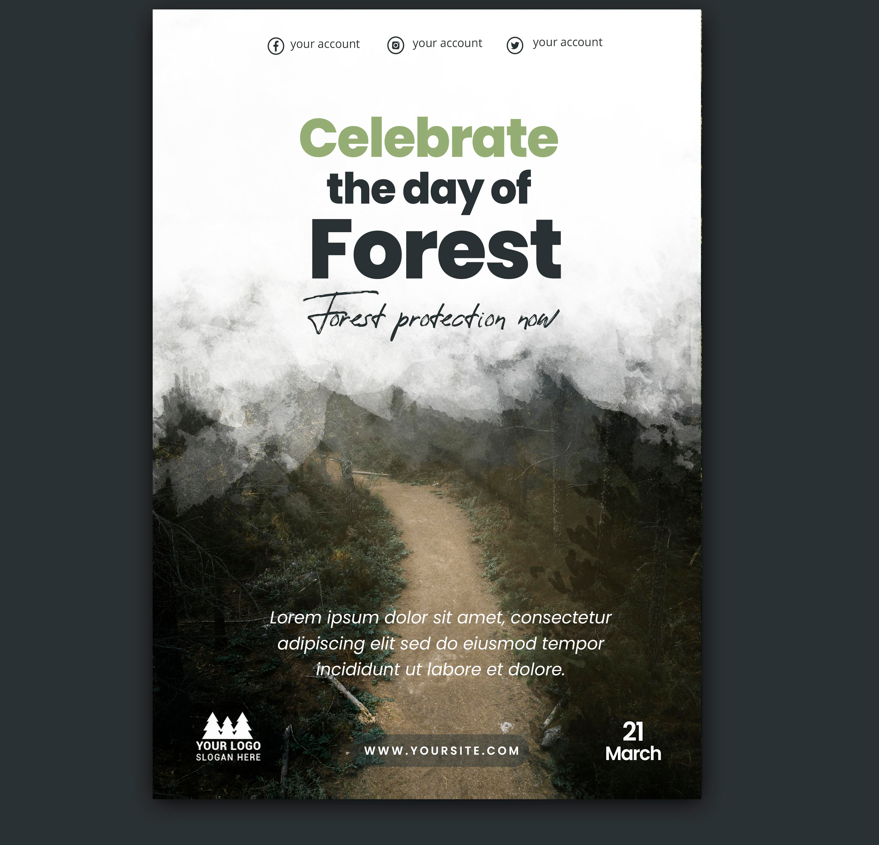 your account your account your account
Celebrate
the day of
Forest
Forest protection now
Lorem ipsum dolor sit amet, consectetur
adipiscing elit sed do eiusmod tempor
incididunt ut labore et dolore.
YOUR LOGO
SLOGAN HERE
WWW.YOURSITE.COM
21
March